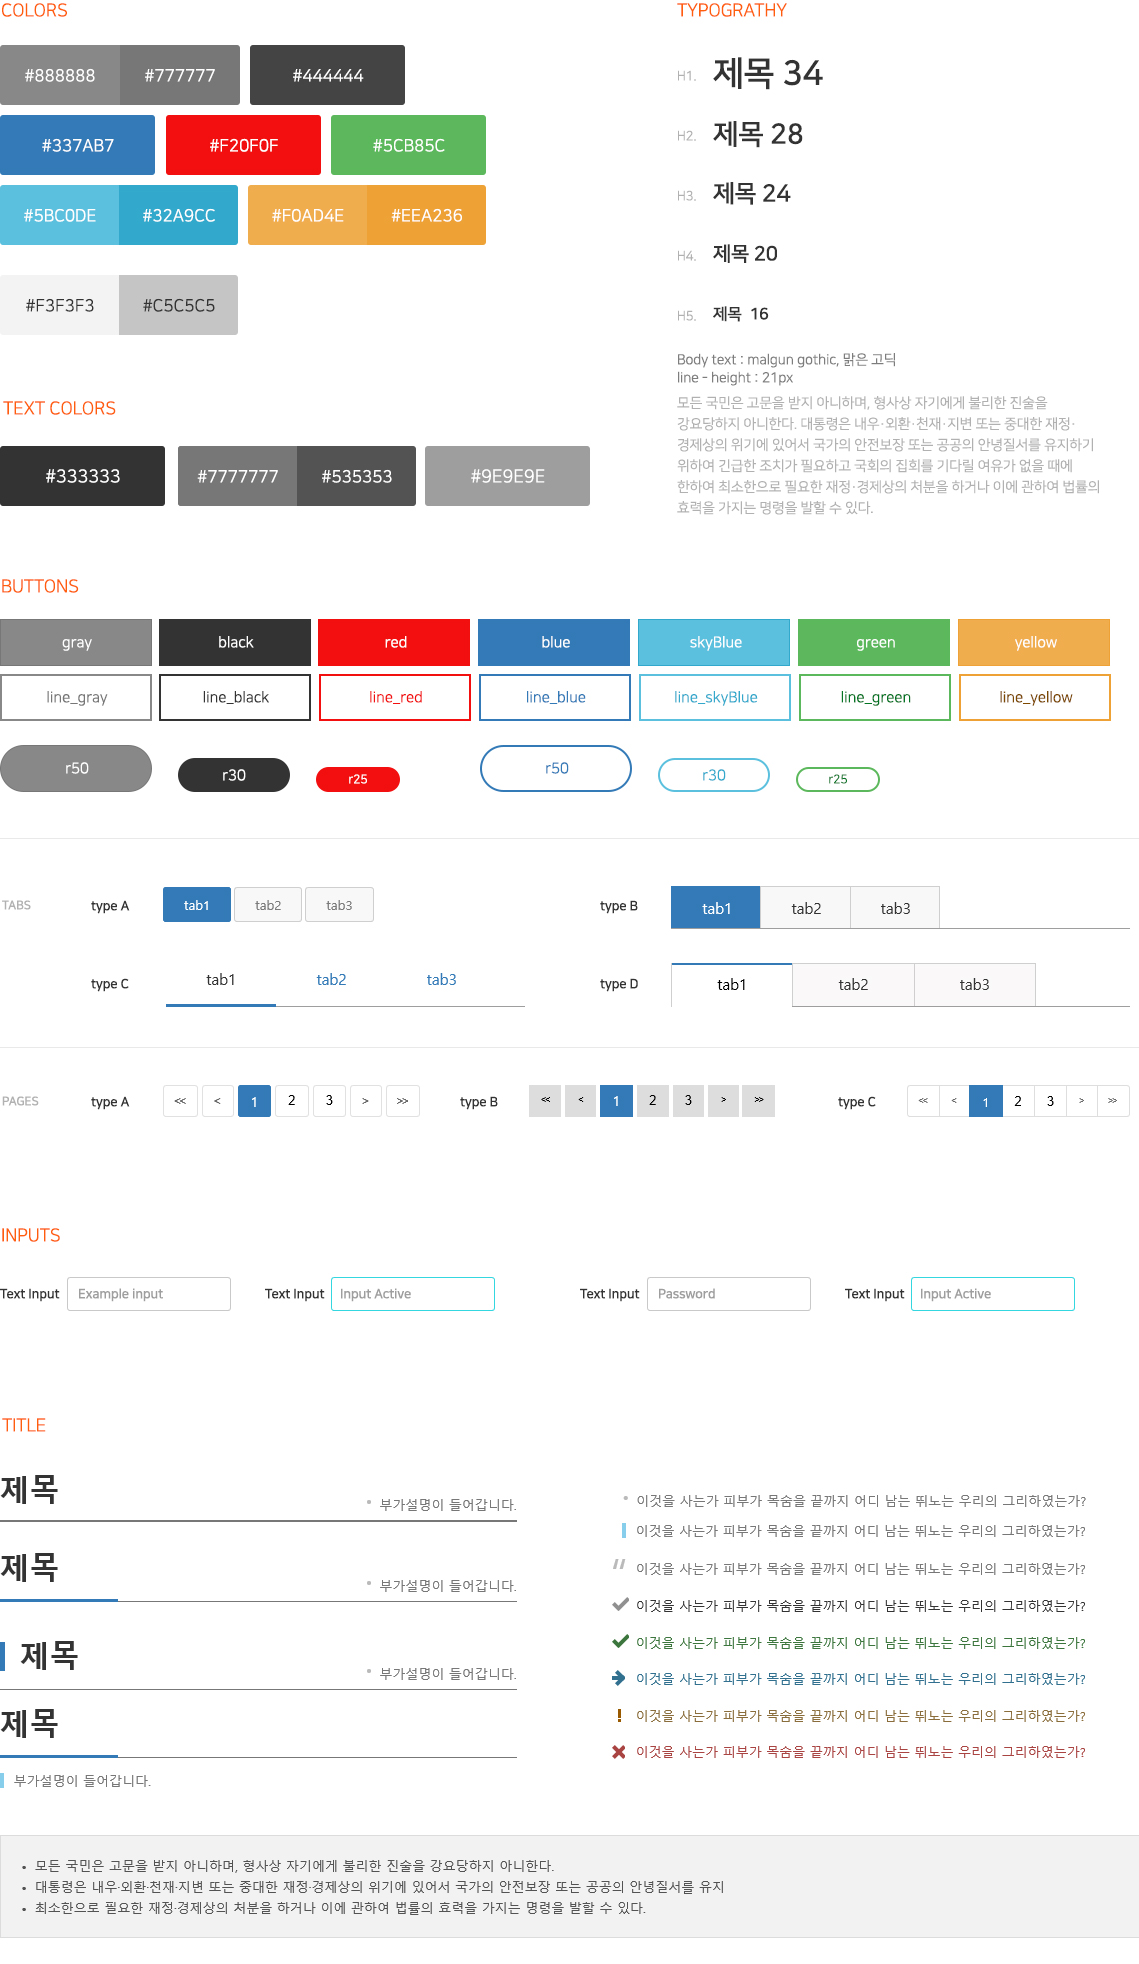 COLORS
#888888 #777777 #444444
#337AB7 #F20F0F #5CB85C
#5BC0DE #32A9CC #F0AD4E #EEA236
#F3F3F3 #C5C5C5
TEXT COLORS
#333333 #7777777 #535353 #9E9E9E
TYPOGRATHY
H1. 제목 34
H2. 제목 28
H3. 제목 24
H4. 제목 20
H5. 제목 16
Body text : malgun gothic, 맑은 고딕
line - height : 21px
모든 국민은 고문을 받지 아니하며, 형사상 자기에게 불리한 진술을
강요당하지 아니한다. 대통령은 내우·외환·천재·지변 또는 중대한 재정·
경제상의 위기에 있어서 국가의 안전보장 또는 공공의 안녕질서를 유지하기
위하여 긴급한 조치가 필요하고 국회의 집회를 기다릴 여유가 없을 때에
한하여 최소한으로 필요한 재정·경제상의 처분을 하거나 이에 관하여 법률의
효력을 가지는 명령을 발할 수 있다.
BUTTONS
gray black red blue skyBlue green yellow
line_gray line_black line_red line_blue line_skyBlue line_green line_yellow
r50 r30 r25 r50 r30 r25
TABS type A tab1 tab2 tab3 type B tab1 tab2 tab3
type C tab1 tab2 tab3 type D tab1 tab2 tab3
PAGES type A << < 1 2 3 > >> type B << < 1 2 3 > >> type C << < 1 2 3 > >>
INPUTS
Text Input Example input Text Input Input Active Text Input Password Text Input Input Active
TITLE
제목 • 부가설명이 들어갑니다.
제목 • 부가설명이 들어갑니다.
제목 • 부가설명이 들어갑니다.
제목
부가설명이 들어갑니다.
• 이것을 사는가 피부가 목숨을 끝까지 어디 남는 뛰노는 우리의 그리하였는가?
이것을 사는가 피부가 목숨을 끝까지 어디 남는 뛰노는 우리의 그리하였는가?
이것을 사는가 피부가 목숨을 끝까지 어디 남는 뛰노는 우리의 그리하였는가?
이것을 사는가 피부가 목숨을 끝까지 어디 남는 뛰노는 우리의 그리하였는가?
이것을 사는가 피부가 목숨을 끝까지 어디 남는 뛰노는 우리의 그리하였는가?
이것을 사는가 피부가 목숨을 끝까지 어디 남는 뛰노는 우리의 그리하였는가?
! 이것을 사는가 피부가 목숨을 끝까지 어디 남는 뛰노는 우리의 그리하였는가?
이것을 사는가 피부가 목숨을 끝까지 어디 남는 뛰노는 우리의 그리하였는가?
• 모든 국민은 고문을 받지 아니하며, 형사상 자기에게 불리한 진술을 강요당하지 아니한다.
• 대통령은 내우·외환·천재·지변 또는 중대한 재정·경제상의 위기에 있어서 국가의 안전보장 또는 공공의 안녕질서를 유지
• 최소한으로 필요한 재정·경제상의 처분을 하거나 이에 관하여 법률의 효력을 가지는 명령을 발할 수 있다.